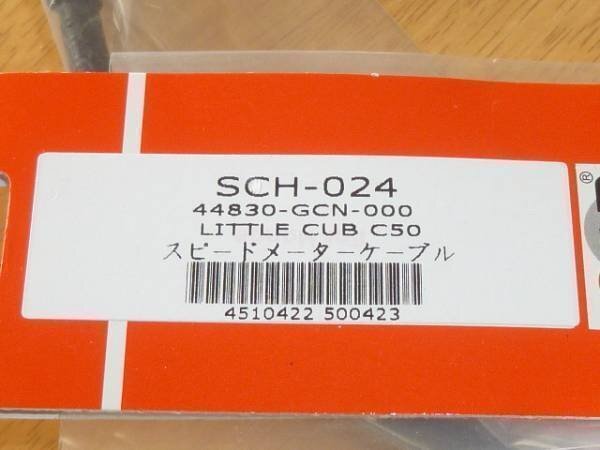 SCH-024
44830-GCN-000
LITTLE CUB C50
スピードメーターケーブル
4510422 500423
®